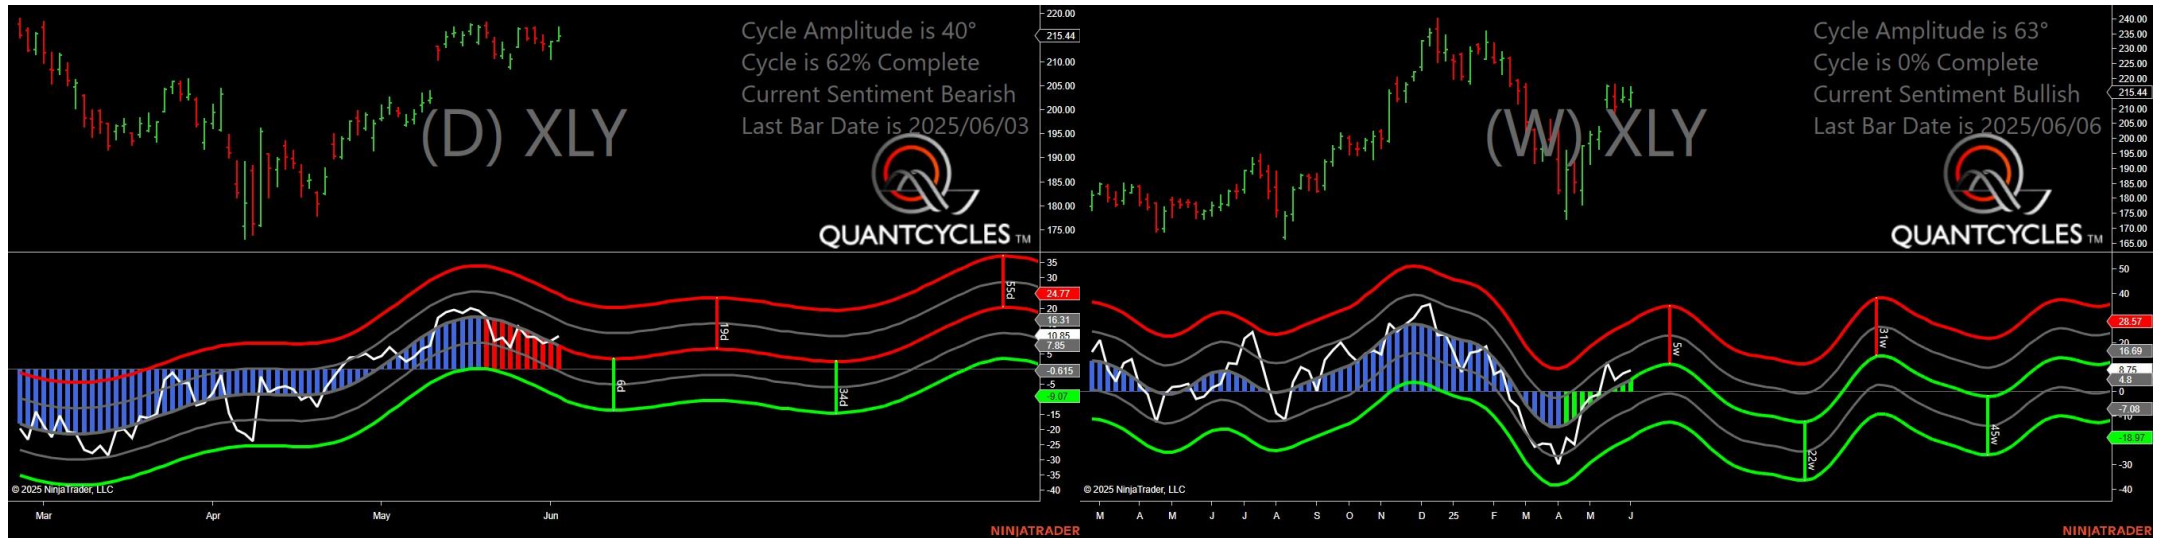 Cycle Amplitude is 40°
Cycle is 62% Complete
Current Sentiment Bearish
Last Bar Date is 2025/06/03
(D) XLY
QUANTCYCLES TM
220.00
215.44
210.00
205.00
200.00
195.00
190.00
185.00
180.00
175.00
35
30
24.77
20
16.31
10.85
7.85
5
-0.615
-5
-9.07
-15
-20
-25
-30
-35
-40
6d
19d
34d
55d
© 2025 NinjaTrader, LLC
Mar
Apr
May
Jun
NINJATRADER
Cycle Amplitude is 63°
Cycle is 0% Complete
Current Sentiment Bullish
Last Bar Date is 2025/06/06
(W) XLY
QUANTCYCLES TM
240.00
235.00
230.00
225.00
220.00
215.44
210.00
205.00
200.00
195.00
190.00
185.00
180.00
175.00
170.00
165.00
50
40
28.57
20
16.69
8.75
4.8
0
-7.08
-10
-18.97
-30
-40
5w
22w
31w
45w
© 2025 NinjaTrader, LLC
M A M J J A S O N D 25 F M A M J
NINJATRADER